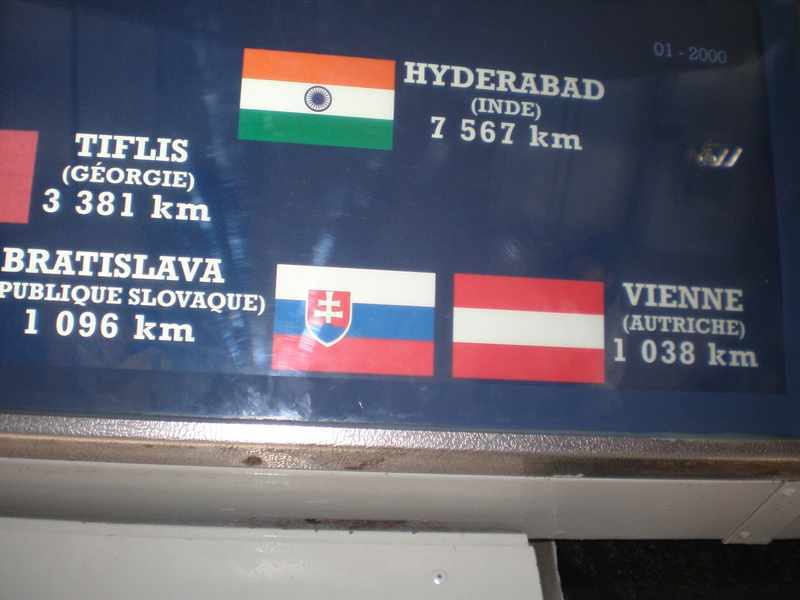 01 - 2000
HYDERABAD
(INDE)
7 567 km
TIFLIS
(GÉORGIE)
3 381 km
BRATISLAVA
PUBLIQUE SLOVAQUE)
1 096 km
VIENNE
(AUTRICHE)
1 038 km